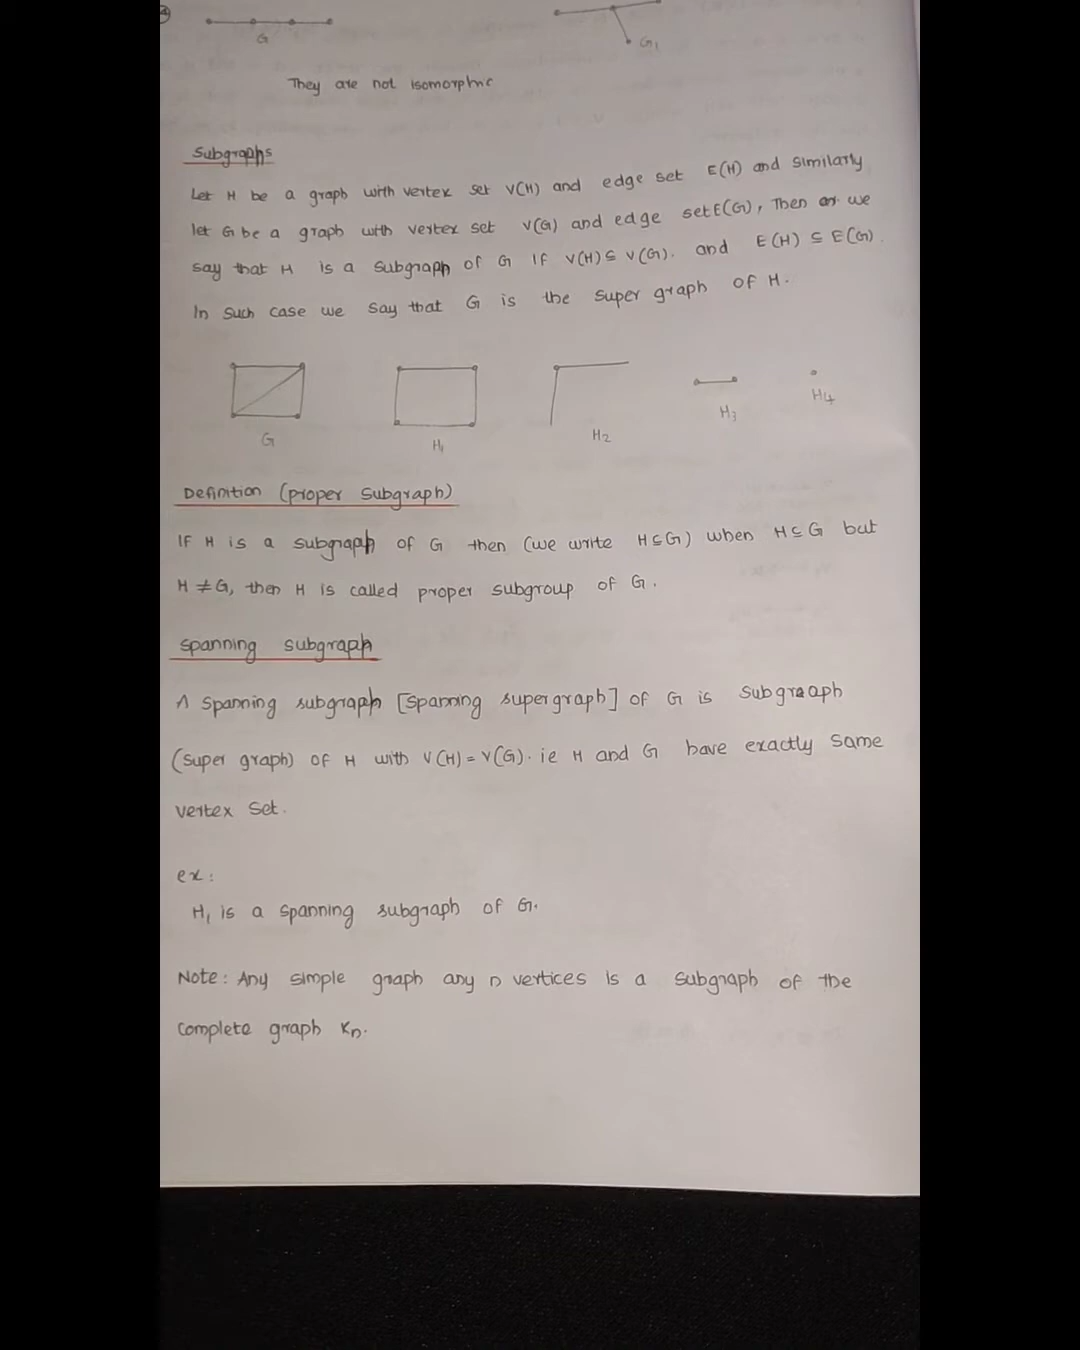 G
G₁
They are not isomorphic
Subgraphs
Let H be a graph with vertex set V(H) and edge set E(H) and similarly
let G be a graph with vertex set V(G) and edge set E(G), Then we
say that H is a subgraph of G If V(H) ⊆ V(G). and E(H) ⊆ E(G).
In such case we say that G is the super graph of H.
G H₁ H₂ H₃ H₄
Definition (proper subgraph)
If H is a subgraph of G then (we write H⊆G) when H⊆G but
H ≠ G, then H is called proper subgroup of G.
Spanning subgraph
A spanning subgraph [spanning supergraph] of G is subgraaph
(super graph) of H with V(H) = V(G). ie H and G have exactly same
vertex set.
ex:
H₁ is a spanning subgraph of G.
Note: Any simple graph any n vertices is a subgraph of the
complete graph Kn.